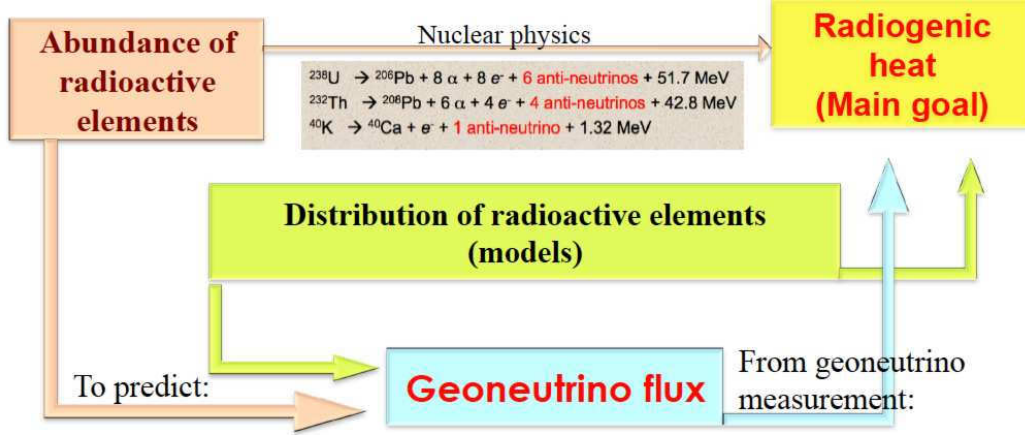 Abundance of
radioactive
elements
Nuclear physics
²³⁸U → ²⁰⁶Pb + 8 α + 8 e⁻ + 6 anti-neutrinos + 51.7 MeV
²³²Th → ²⁰⁸Pb + 6 α + 4 e⁻ + 4 anti-neutrinos + 42.8 MeV
⁴⁰K → ⁴⁰Ca + e⁻ + 1 anti-neutrino + 1.32 MeV
Radiogenic
heat
(Main goal)
Distribution of radioactive elements
(models)
To predict:
Geoneutrino flux
From geoneutrino
measurement: